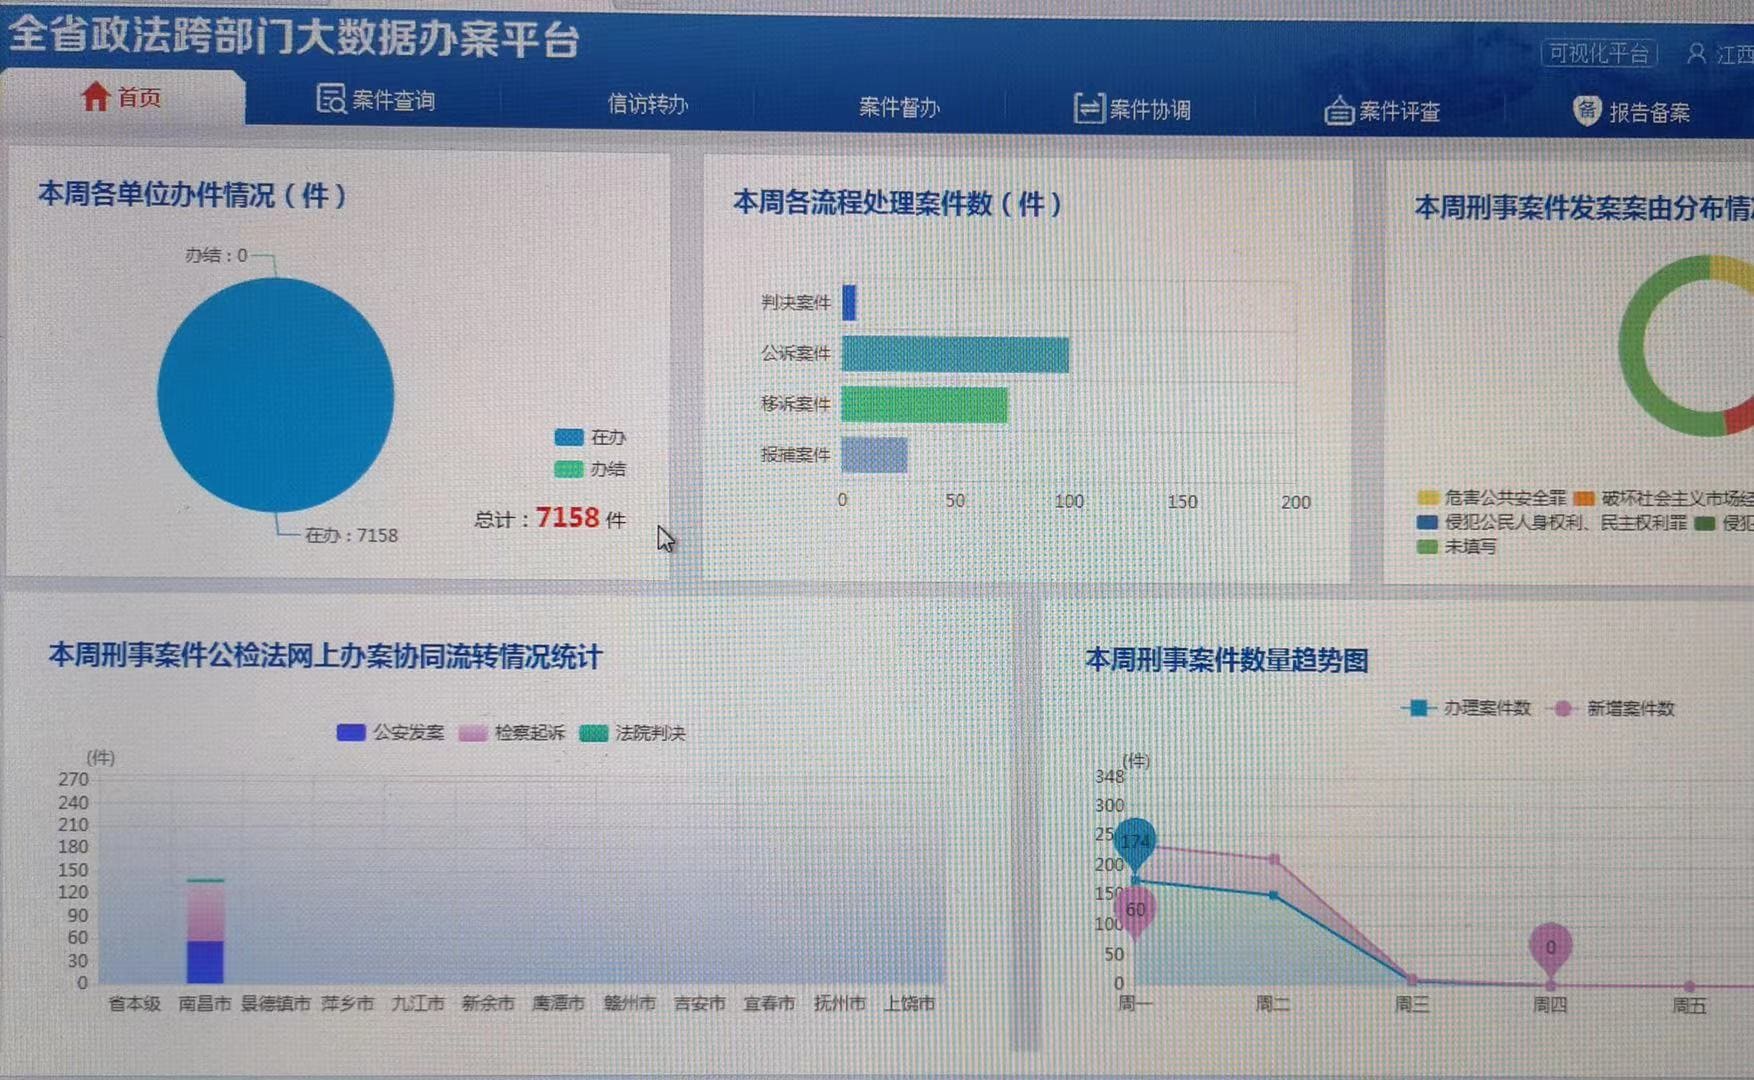 全省政法跨部门大数据办案平台
可视化平台 江西
首页 案件查询 信访转办 案件督办 案件协调 案件评查 备 报告备案
本周各单位办件情况（件）
办结：0
在办
办结
总计：7158 件
在办：7158
本周各流程处理案件数（件）
判决案件
公诉案件
移诉案件
报捕案件
0 50 100 150 200
本周刑事案件发案案由分布情
危害公共安全罪 破坏社会主义市场经
侵犯公民人身权利、民主权利罪 侵犯
未填写
本周刑事案件公检法网上办案协同流转情况统计
公安发案 检察起诉 法院判决
(件)
270
240
210
180
150
120
90
60
30
0
省本级 南昌市 景德镇市 萍乡市 九江市 新余市 鹰潭市 赣州市 吉安市 宜春市 抚州市 上饶市
本周刑事案件数量趋势图
办理案件数 新增案件数
(件)
348
300
25
174
200
150
60
100
50
0
0
周一 周二 周三 周四 周五